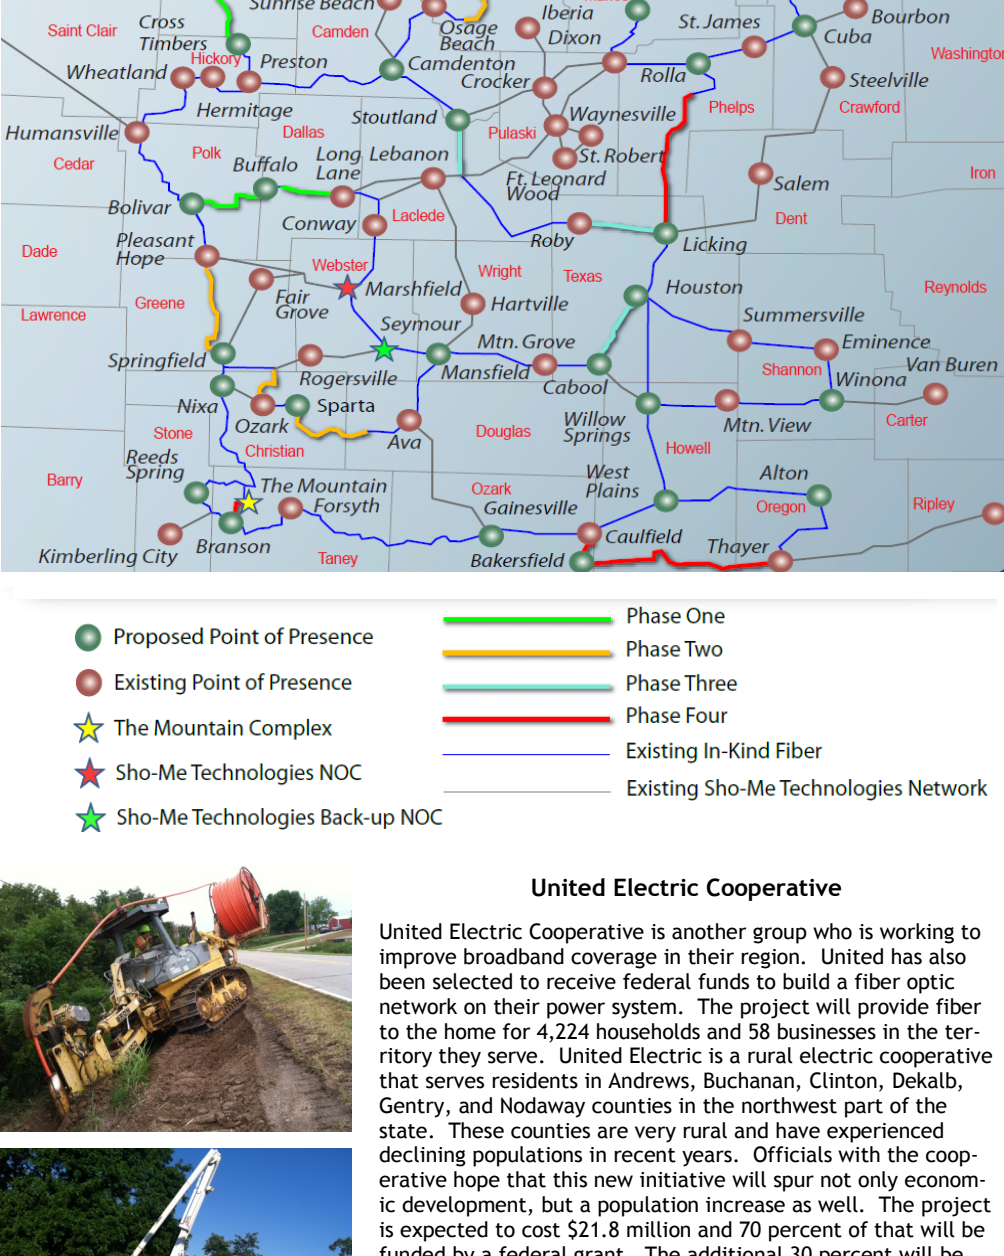 Sunrise Beach
Iberia
St. James
Bourbon
Saint Clair
Cross
Timbers
Camden
Osage
Beach
Dixon
Cuba
Washington
Hickory
Wheatland
Preston
Camdenton
Crocker
Rolla
Steelville
Hermitage
Stoutland
Waynesville
Phelps
Crawford
Humansville
Dallas
Pulaski
Cedar
Polk
Buffalo
Long
Lane
Lebanon
St. Robert
Ft. Leonard
Wood
Salem
Iron
Bolivar
Conway
Laclede
Dent
Roby
Licking
Dade
Pleasant
Hope
Webster
Wright
Texas
Marshfield
Houston
Reynolds
Greene
Fair
Grove
Hartville
Lawrence
Seymour
Summersville
Springfield
Mtn. Grove
Eminence
Mansfield
Van Buren
Rogersville
Cabool
Shannon
Winona
Nixa
Sparta
Ozark
Ava
Willow
Springs
Mtn. View
Carter
Stone
Douglas
Christian
Howell
Reeds
Spring
Barry
West
Plains
Alton
The Mountain
Ozark
Forsyth
Gainesville
Oregon
Ripley
Caulfield
Branson
Kimberling City
Taney
Bakersfield
Thayer
Proposed Point of Presence
Existing Point of Presence
The Mountain Complex
Sho-Me Technologies NOC
Sho-Me Technologies Back-up NOC
Phase One
Phase Two
Phase Three
Phase Four
Existing In-Kind Fiber
Existing Sho-Me Technologies Network
United Electric Cooperative
United Electric Cooperative is another group who is working to
improve broadband coverage in their region. United has also
been selected to receive federal funds to build a fiber optic
network on their power system. The project will provide fiber
to the home for 4,224 households and 58 businesses in the ter-
ritory they serve. United Electric is a rural electric cooperative
that serves residents in Andrews, Buchanan, Clinton, Dekalb,
Gentry, and Nodaway counties in the northwest part of the
state. These counties are very rural and have experienced
declining populations in recent years. Officials with the coop-
erative hope that this new initiative will spur not only econom-
ic development, but a population increase as well. The project
is expected to cost $21.8 million and 70 percent of that will be
funded by a federal grant. The additional 30 percent will be